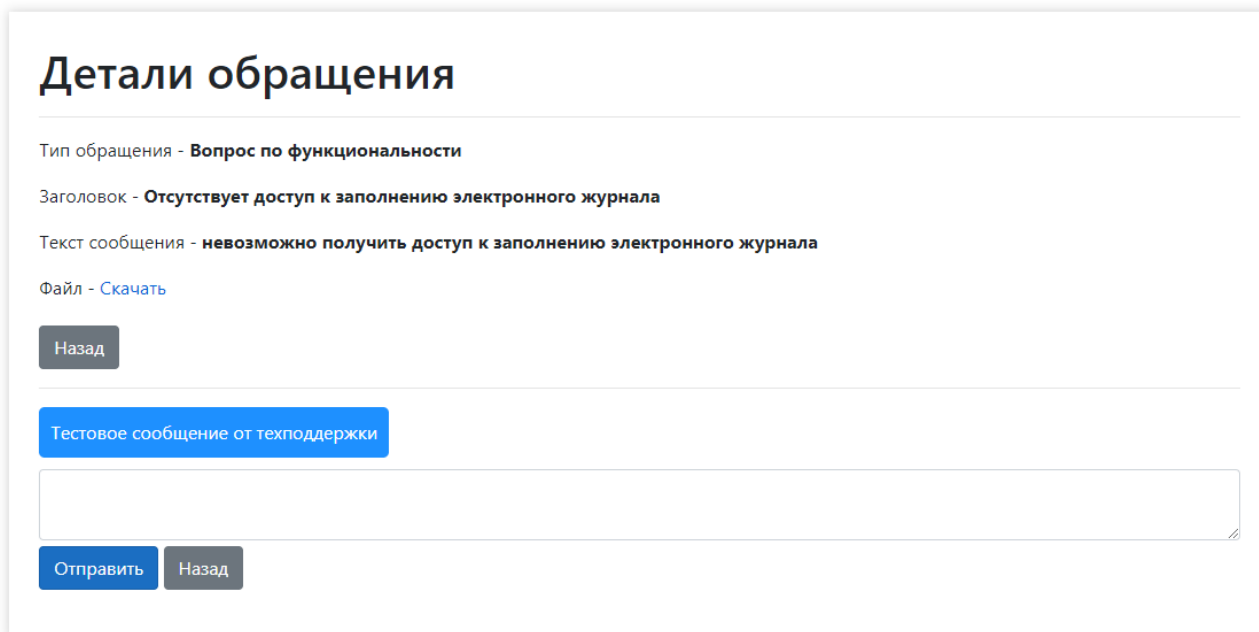 Детали обращения
Тип обращения - Вопрос по функциональности
Заголовок - Отсутствует доступ к заполнению электронного журнала
Текст сообщения - невозможно получить доступ к заполнению электронного журнала
Файл - Скачать
Назад
Тестовое сообщение от техподдержки
Отправить Назад